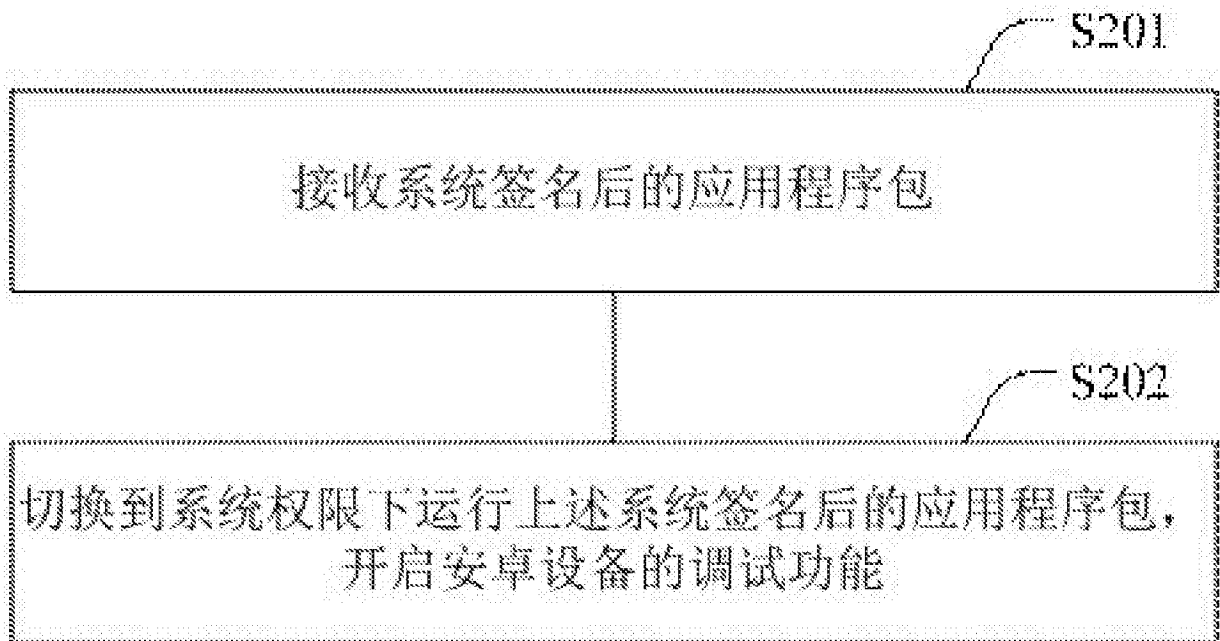 S201
接收系统签名后的应用程序包
S202
切换到系统权限下运行上述系统签名后的应用程序包，
开启安卓设备的调试功能